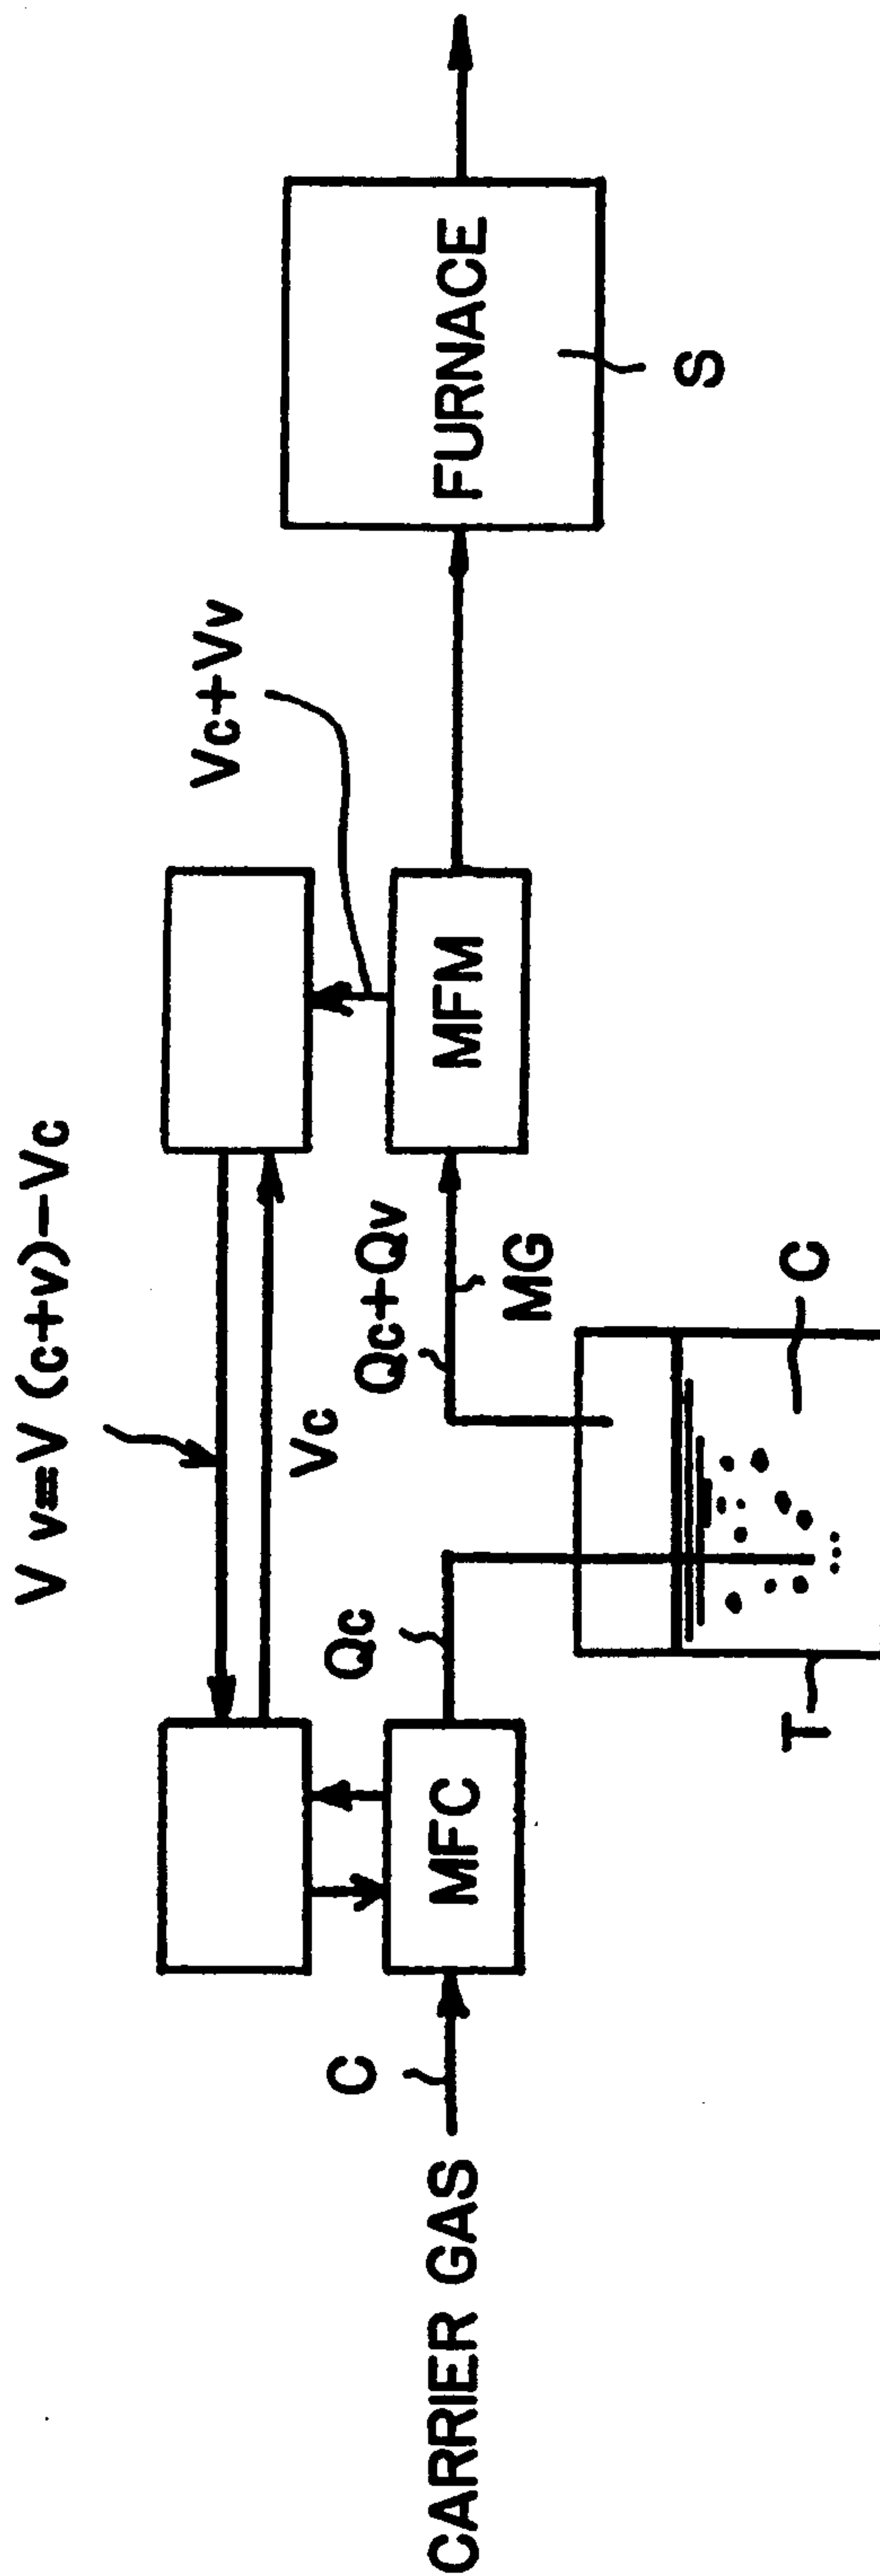 V v=V (c+v)-Vc
Vc
Vc+Vv
CARRIER GAS
C
MFC
Qc
Qc+Qv
MG
MFM
FURNACE
S
T
C